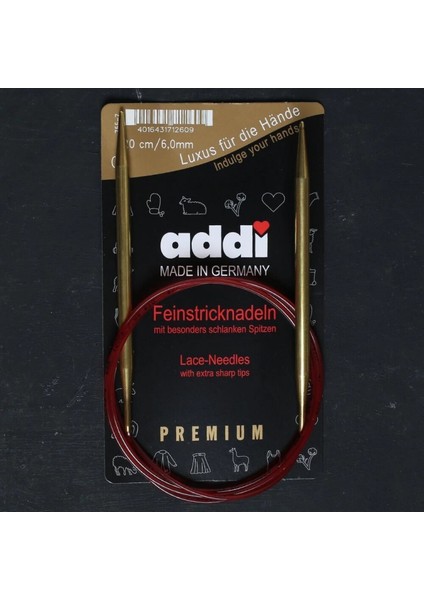 4016431712609
0 cm/6,0mm
Luxus für die Hände
Indulge your hands
addi
MADE IN GERMANY
Feinstricknadeln
mit besonders schlanken Spitzen
Lace-Needles
with extra sharp tips
PREMIUM